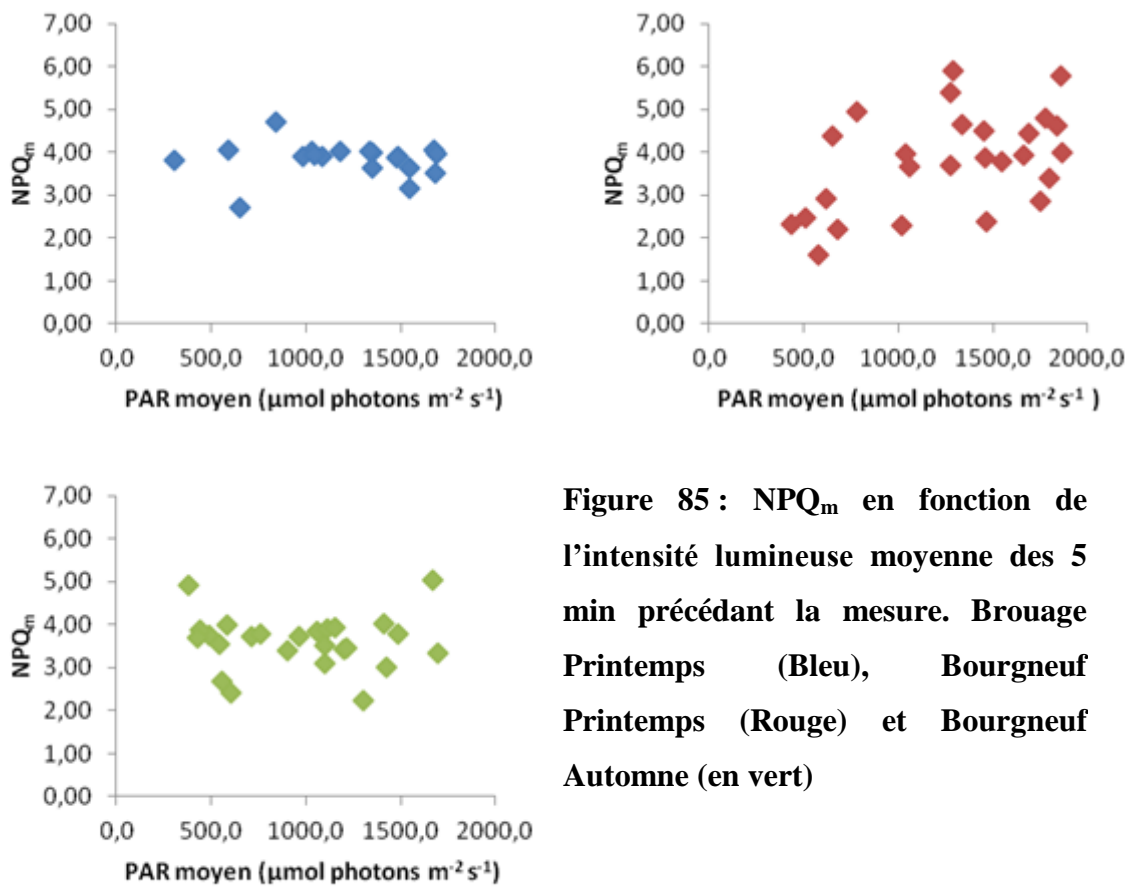 7,00
6,00
5,00
4,00
3,00
2,00
1,00
0,00
NPQm
0,0 500,0 1000,0 1500,0 2000,0
PAR moyen (µmol photons m-2 s-1)
7,00
6,00
5,00
4,00
3,00
2,00
1,00
0,00
NPQm
0,0 500,0 1000,0 1500,0 2000,0
PAR moyen (µmol photons m-2 s-1 )
7,00
6,00
5,00
4,00
3,00
2,00
1,00
0,00
NPQm
0,0 500,0 1000,0 1500,0 2000,0
PAR moyen (µmol photons m-2 s-1)
Figure 85 : NPQm en fonction de
l’intensité lumineuse moyenne des 5
min précédant la mesure. Brouage
Printemps (Bleu), Bourgneuf
Printemps (Rouge) et Bourgneuf
Automne (en vert)